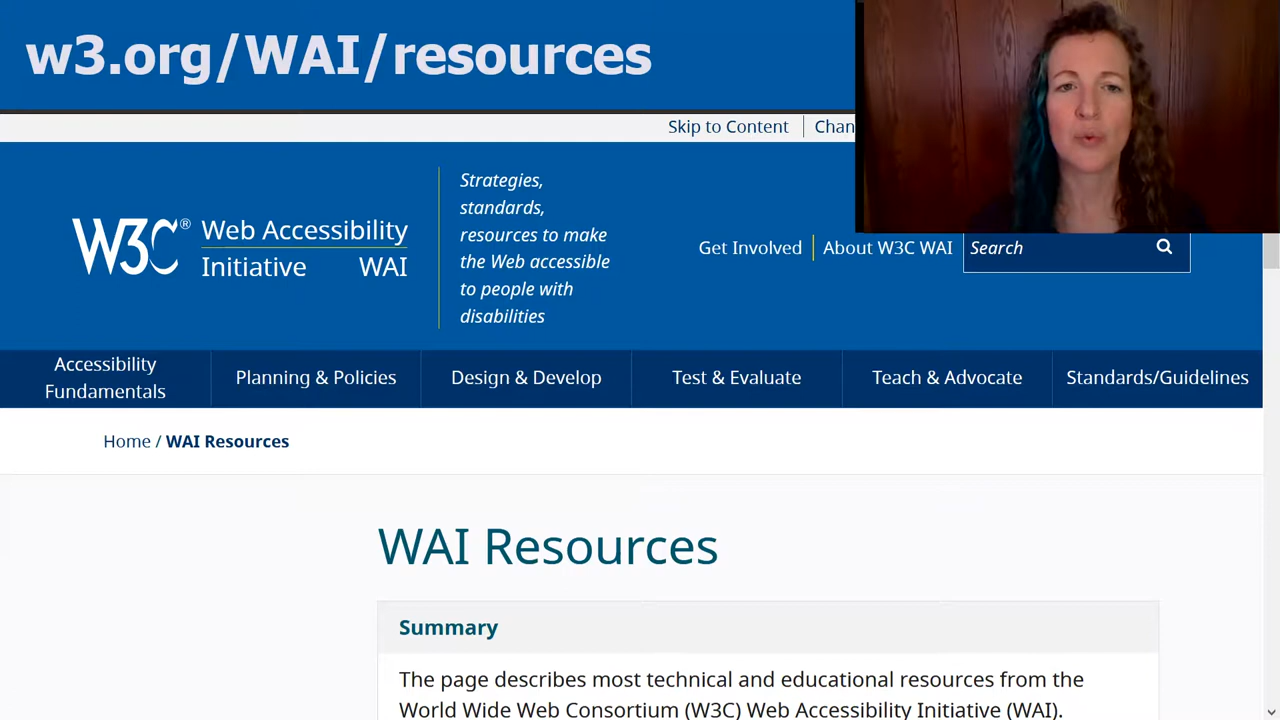 w3.org/WAI/resources
Skip to Content
W3C® Web Accessibility
Initiative WAI
Strategies,
standards,
resources to make
the Web accessible
to people with
disabilities
Get Involved
About W3C WAI
Search
Accessibility
Fundamentals
Planning & Policies
Design & Develop
Test & Evaluate
Teach & Advocate
Standards/Guidelines
Home / WAI Resources
WAI Resources
Summary
The page describes most technical and educational resources from the
World Wide Web Consortium (W3C) Web Accessibility Initiative (WAI).